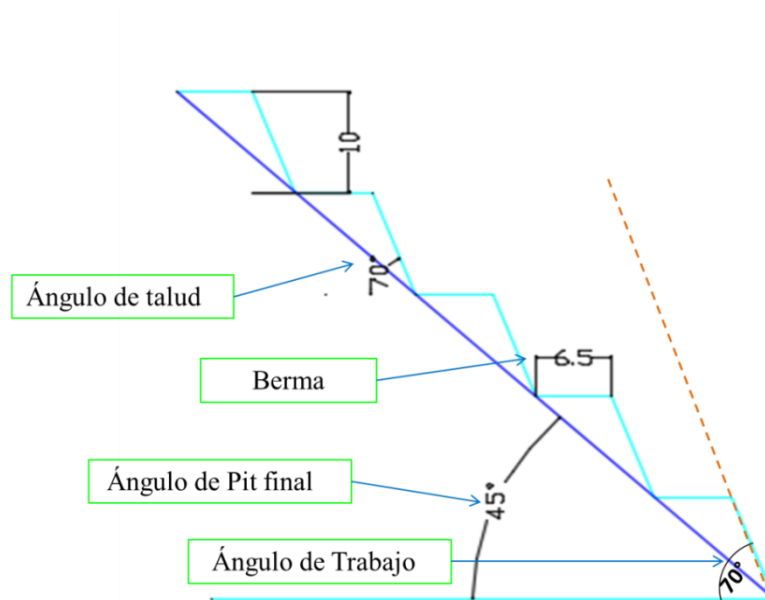 10
70°
Ángulo de talud
6.5
Berma
Ángulo de Pit final
45°
Ángulo de Trabajo
70°